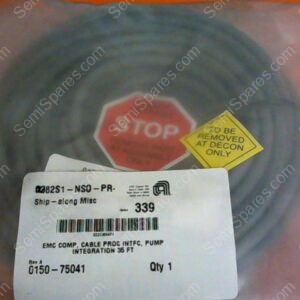 SemiSpares.com
STOP
TO BE
REMOVED
AT DECON
ONLY
0282S1-NSO-PR-
Ship-along Misc
339
EMC COMP, CABLE PROC INTFC, PUMP
INTEGRATION 35 FT
Rev A
0150-75041 Qty 1